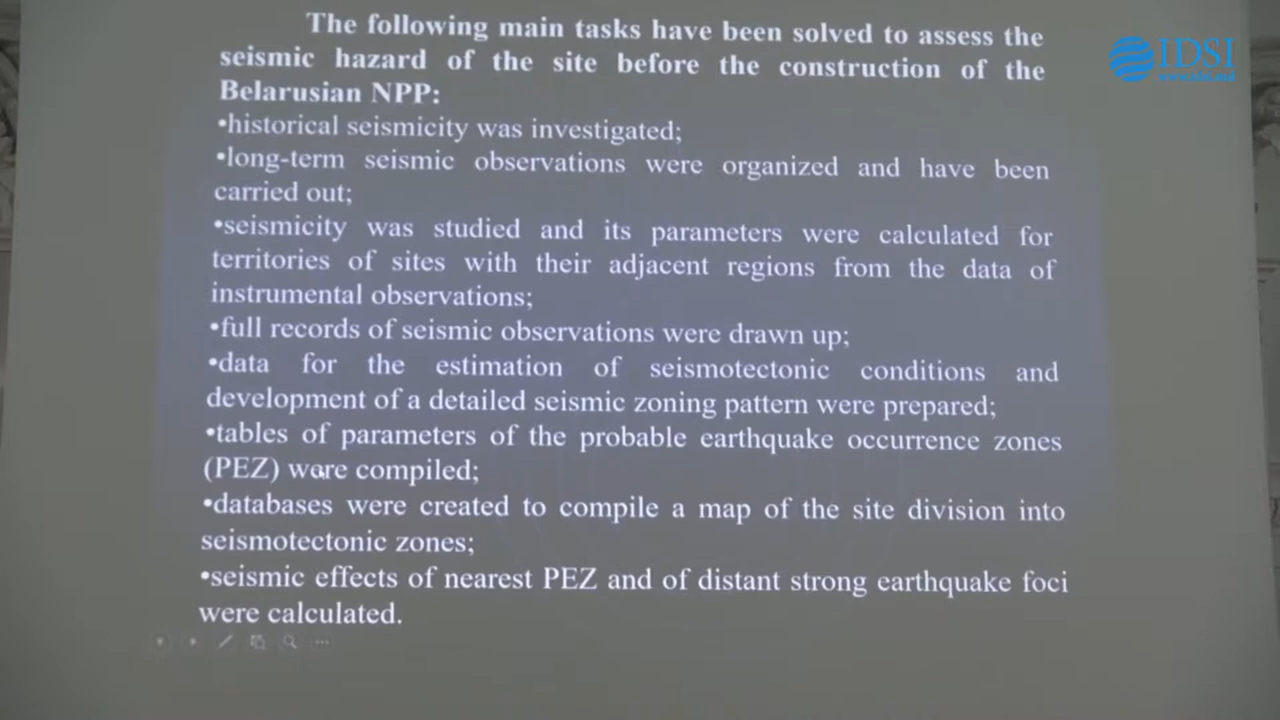 The following main tasks have been solved to assess the
seismic hazard of the site before the construction of the
Belarusian NPP:
•historical seismicity was investigated;
•long-term seismic observations were organized and have been
carried out;
•seismicity was studied and its parameters were calculated for
territories of sites with their adjacent regions from the data of
instrumental observations;
•full records of seismic observations were drawn up;
•data for the estimation of seismotectonic conditions and
development of a detailed seismic zoning pattern were prepared;
•tables of parameters of the probable earthquake occurrence zones
(PEZ) were compiled;
•databases were created to compile a map of the site division into
seismotectonic zones;
•seismic effects of nearest PEZ and of distant strong earthquake foci
were calculated.
IDSI